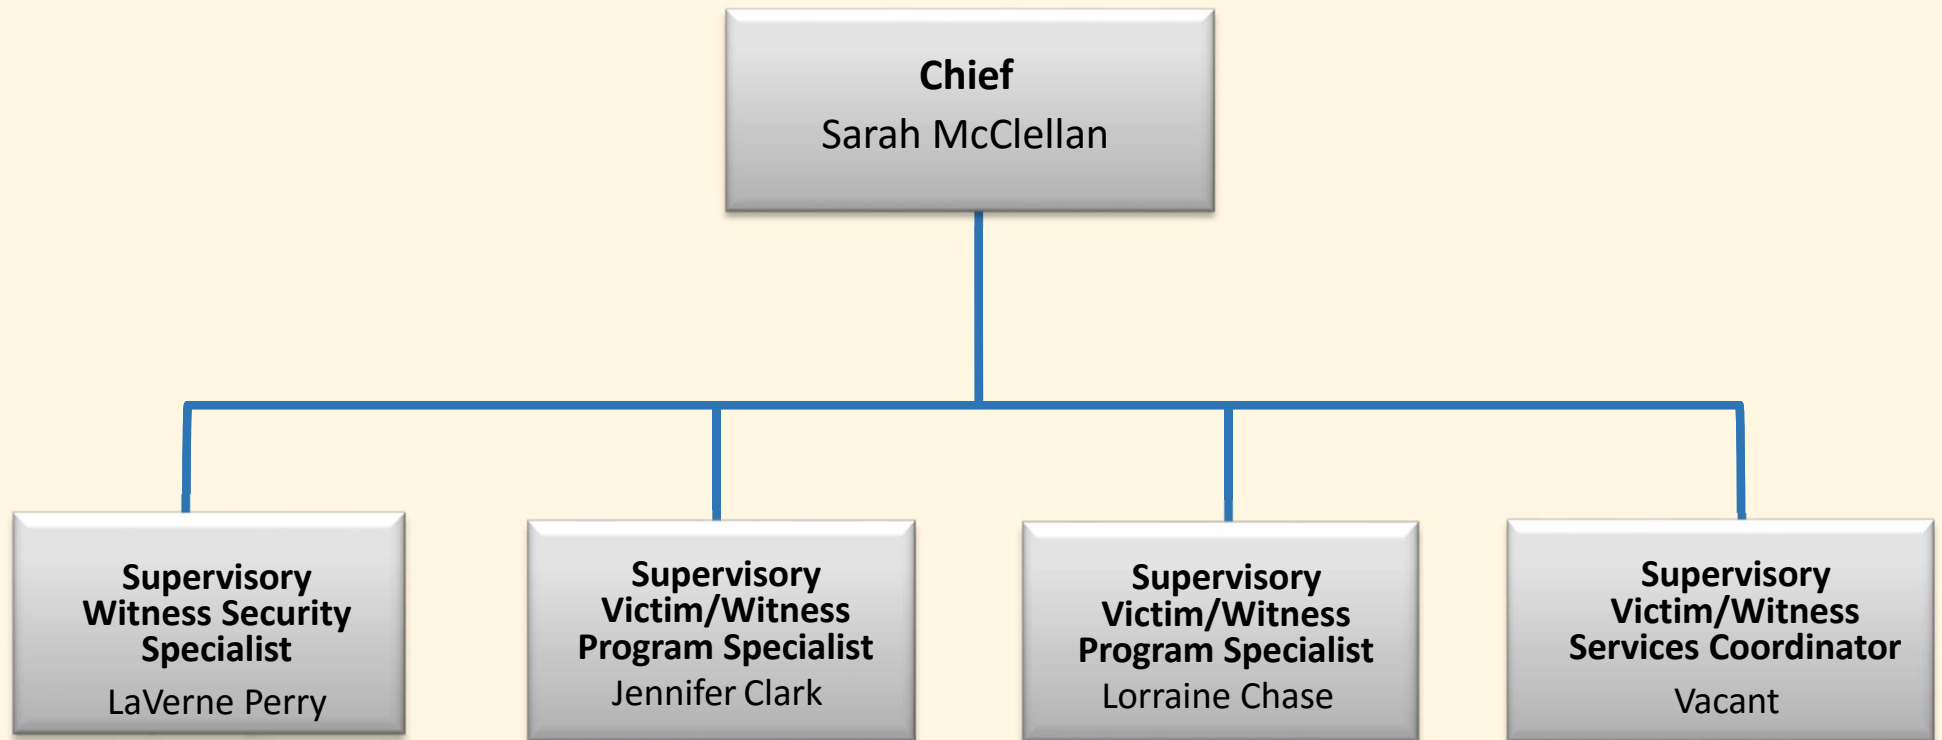 Chief
Sarah McClellan
Supervisory
Witness Security
Specialist
LaVerne Perry
Supervisory
Victim/Witness
Program Specialist
Jennifer Clark
Supervisory
Victim/Witness
Program Specialist
Lorraine Chase
Supervisory
Victim/Witness
Services Coordinator
Vacant